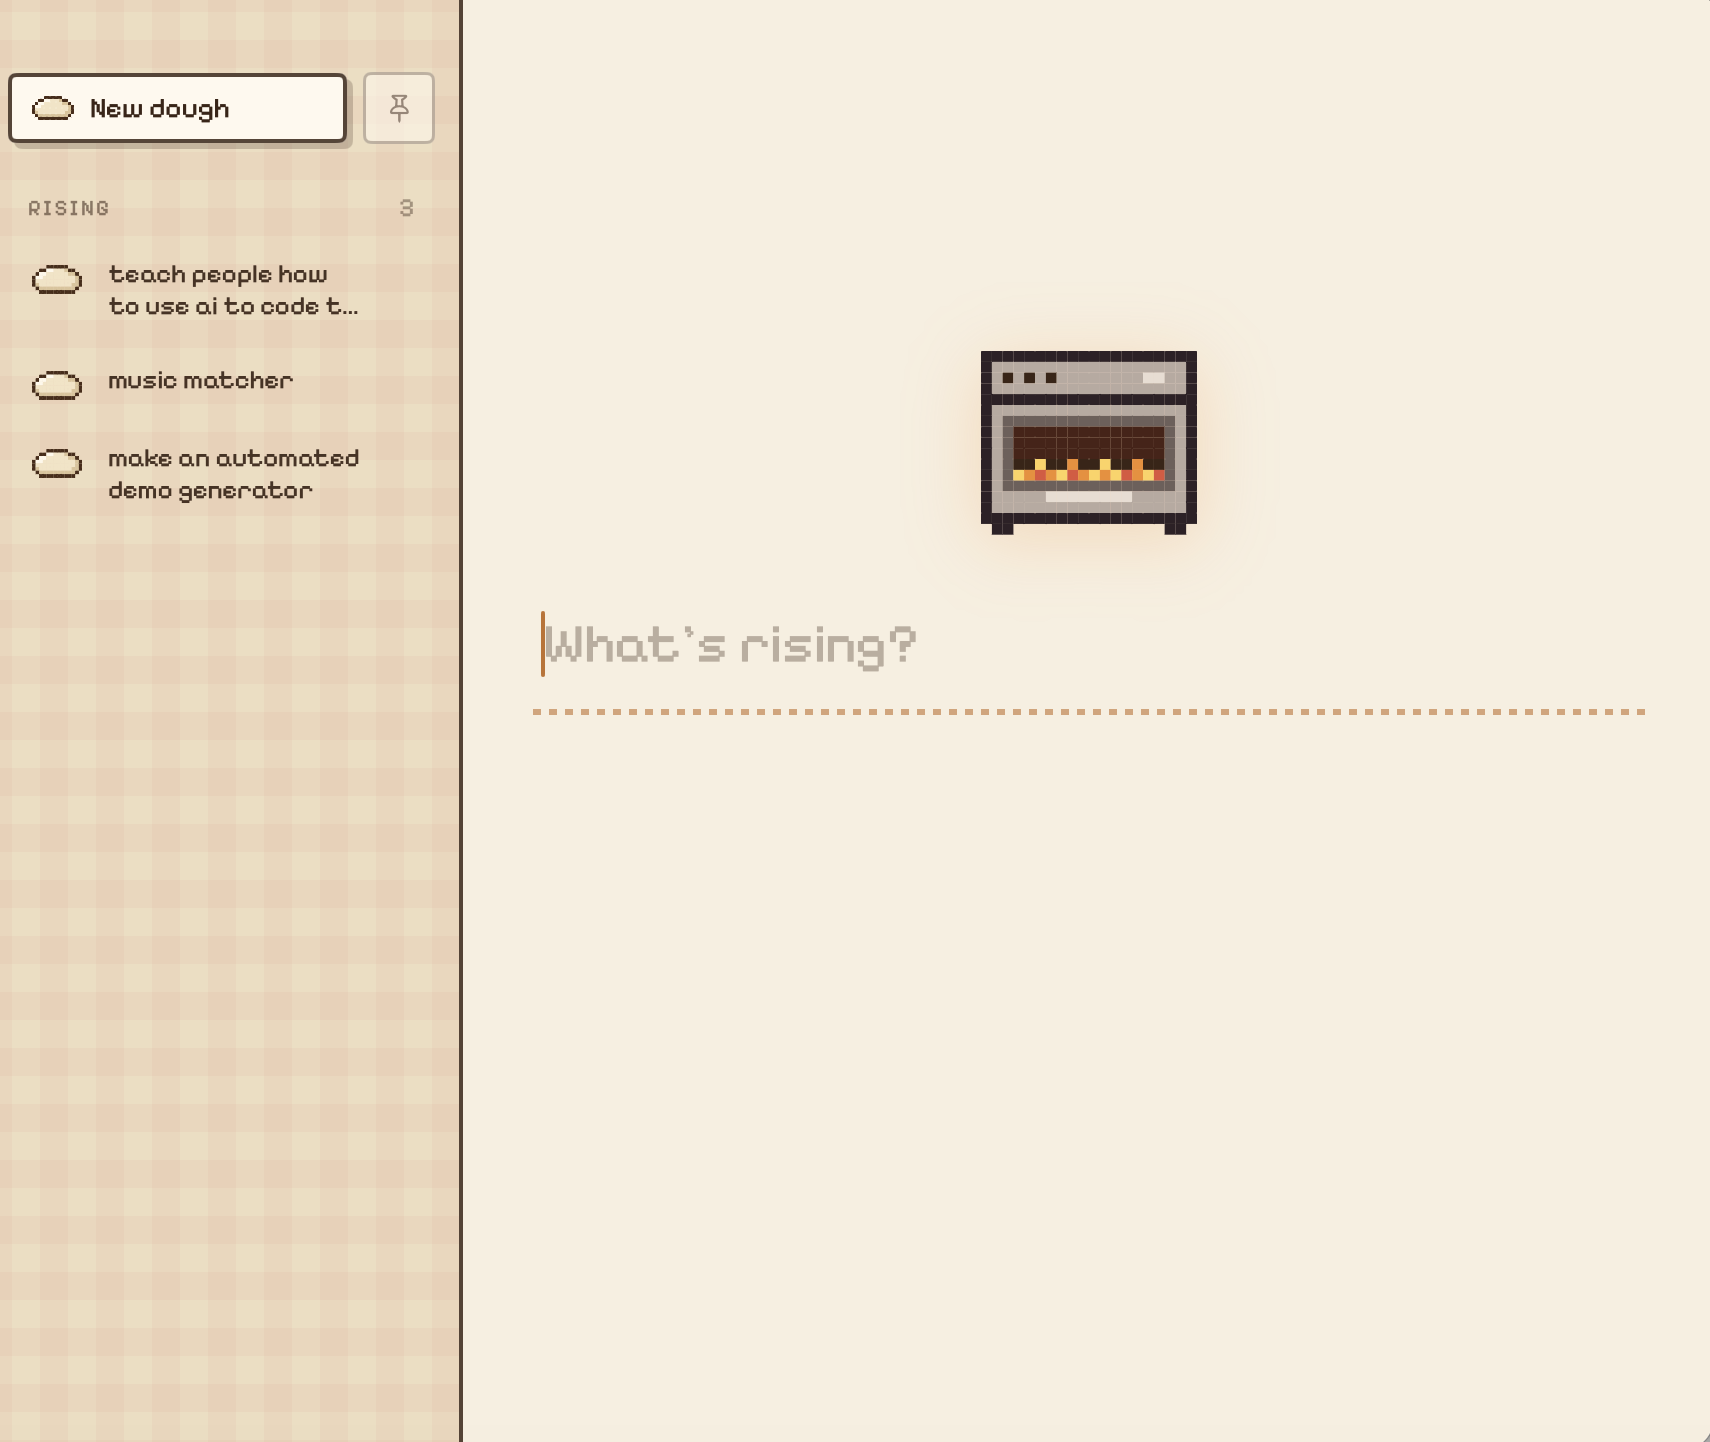 New dough
RISING 3
teach people how
to use ai to code t...
music matcher
make an automated
demo generator
What's rising?